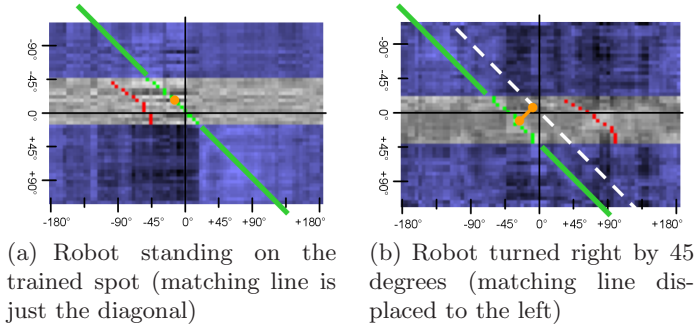 -90°
-45°
0°
+45°
+90°
-180° -90° -45° 0° +90° +180°
-90°
-45°
0°
+45°
+90°
-180° -90° 0° +45° +90° +180°
(a) Robot standing on the
trained spot (matching line is
just the diagonal)
(b) Robot turned right by 45
degrees (matching line dis-
placed to the left)